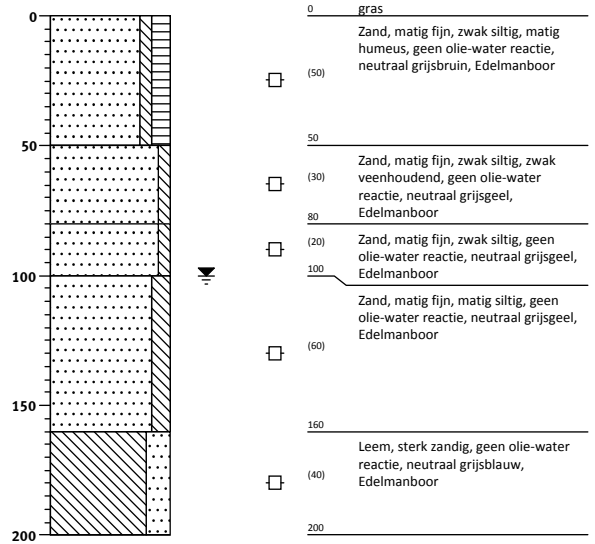 0
50
100
150
200
0
gras
Zand, matig fijn, zwak siltig, matig
humeus, geen olie-water reactie,
neutraal grijsbruin, Edelmanboor
(50)
50
Zand, matig fijn, zwak siltig, zwak
veenhoudend, geen olie-water
reactie, neutraal grijsgeel,
Edelmanboor
(30)
80
Zand, matig fijn, zwak siltig, geen
olie-water reactie, neutraal grijsgeel,
Edelmanboor
(20)
100
Zand, matig fijn, matig siltig, geen
olie-water reactie, neutraal grijsgeel,
Edelmanboor
(60)
160
Leem, sterk zandig, geen olie-water
reactie, neutraal grijsblauw,
Edelmanboor
(40)
200